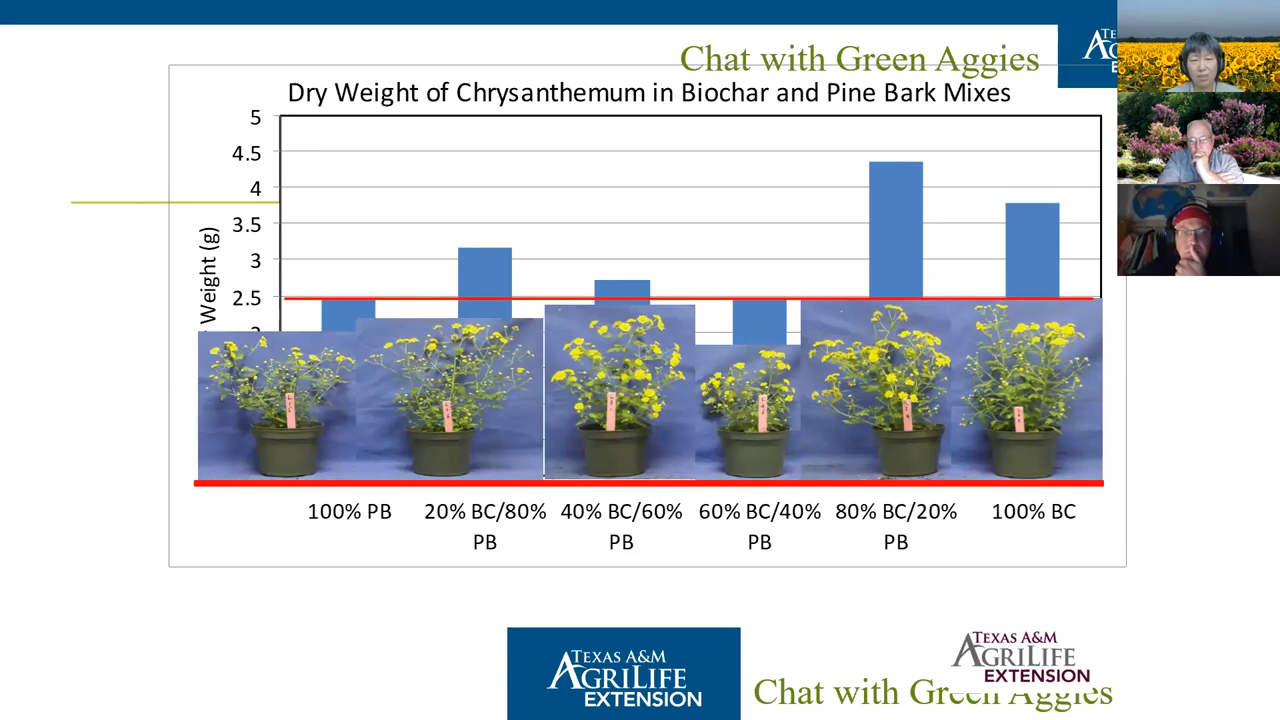 Chat with Green Aggies
Dry Weight of Chrysanthemum in Biochar and Pine Bark Mixes
5
4.5
4
3.5
3
2.5
Weight (g)
100% PB
20% BC/80%
PB
40% BC/60%
PB
60% BC/40%
PB
80% BC/20%
PB
100% BC
TEXAS A&M
AGRILIFE
EXTENSION
TEXAS A&M
AGRILIFE
EXTENSION
Chat with Green Aggies